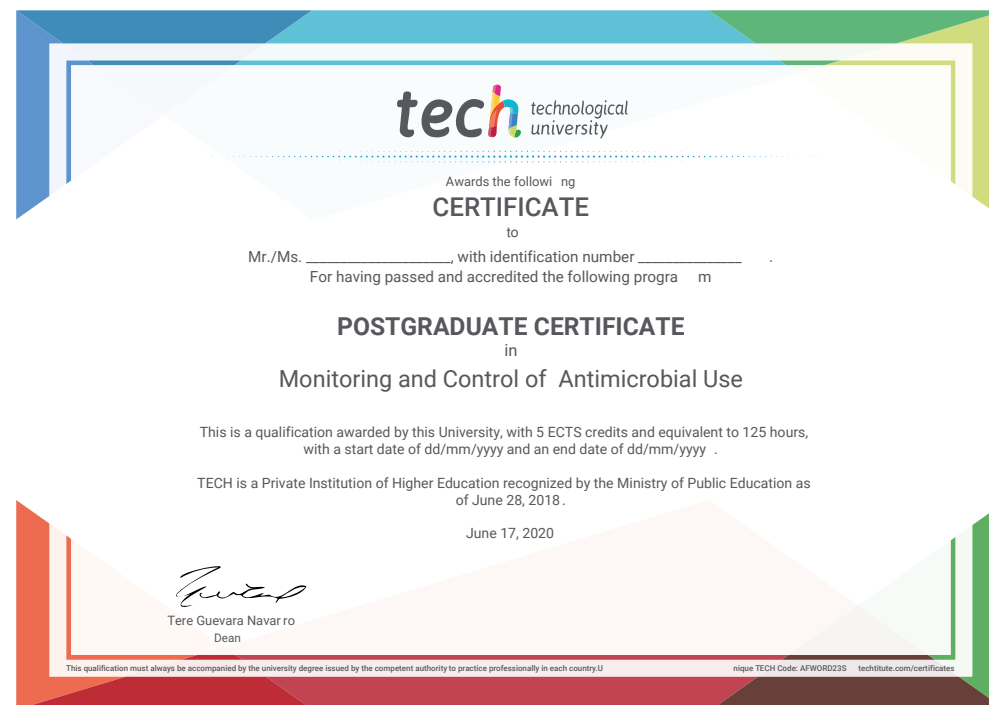 tech technological
university
Awards the followi ng
CERTIFICATE
to
Mr./Ms. _____________________, with identification number _______________ .
For having passed and accredited the following progra m
POSTGRADUATE CERTIFICATE
in
Monitoring and Control of Antimicrobial Use
This is a qualification awarded by this University, with 5 ECTS credits and equivalent to 125 hours,
with a start date of dd/mm/yyyy and an end date of dd/mm/yyyy .
TECH is a Private Institution of Higher Education recognized by the Ministry of Public Education as
of June 28, 2018 .
June 17, 2020
Tere Guevara Navar ro
Dean
This qualification must always be accompanied by the university degree issued by the competent authority to practice professionally in each country.U nique TECH Code: AFWORD23S techtitute.com/certificates